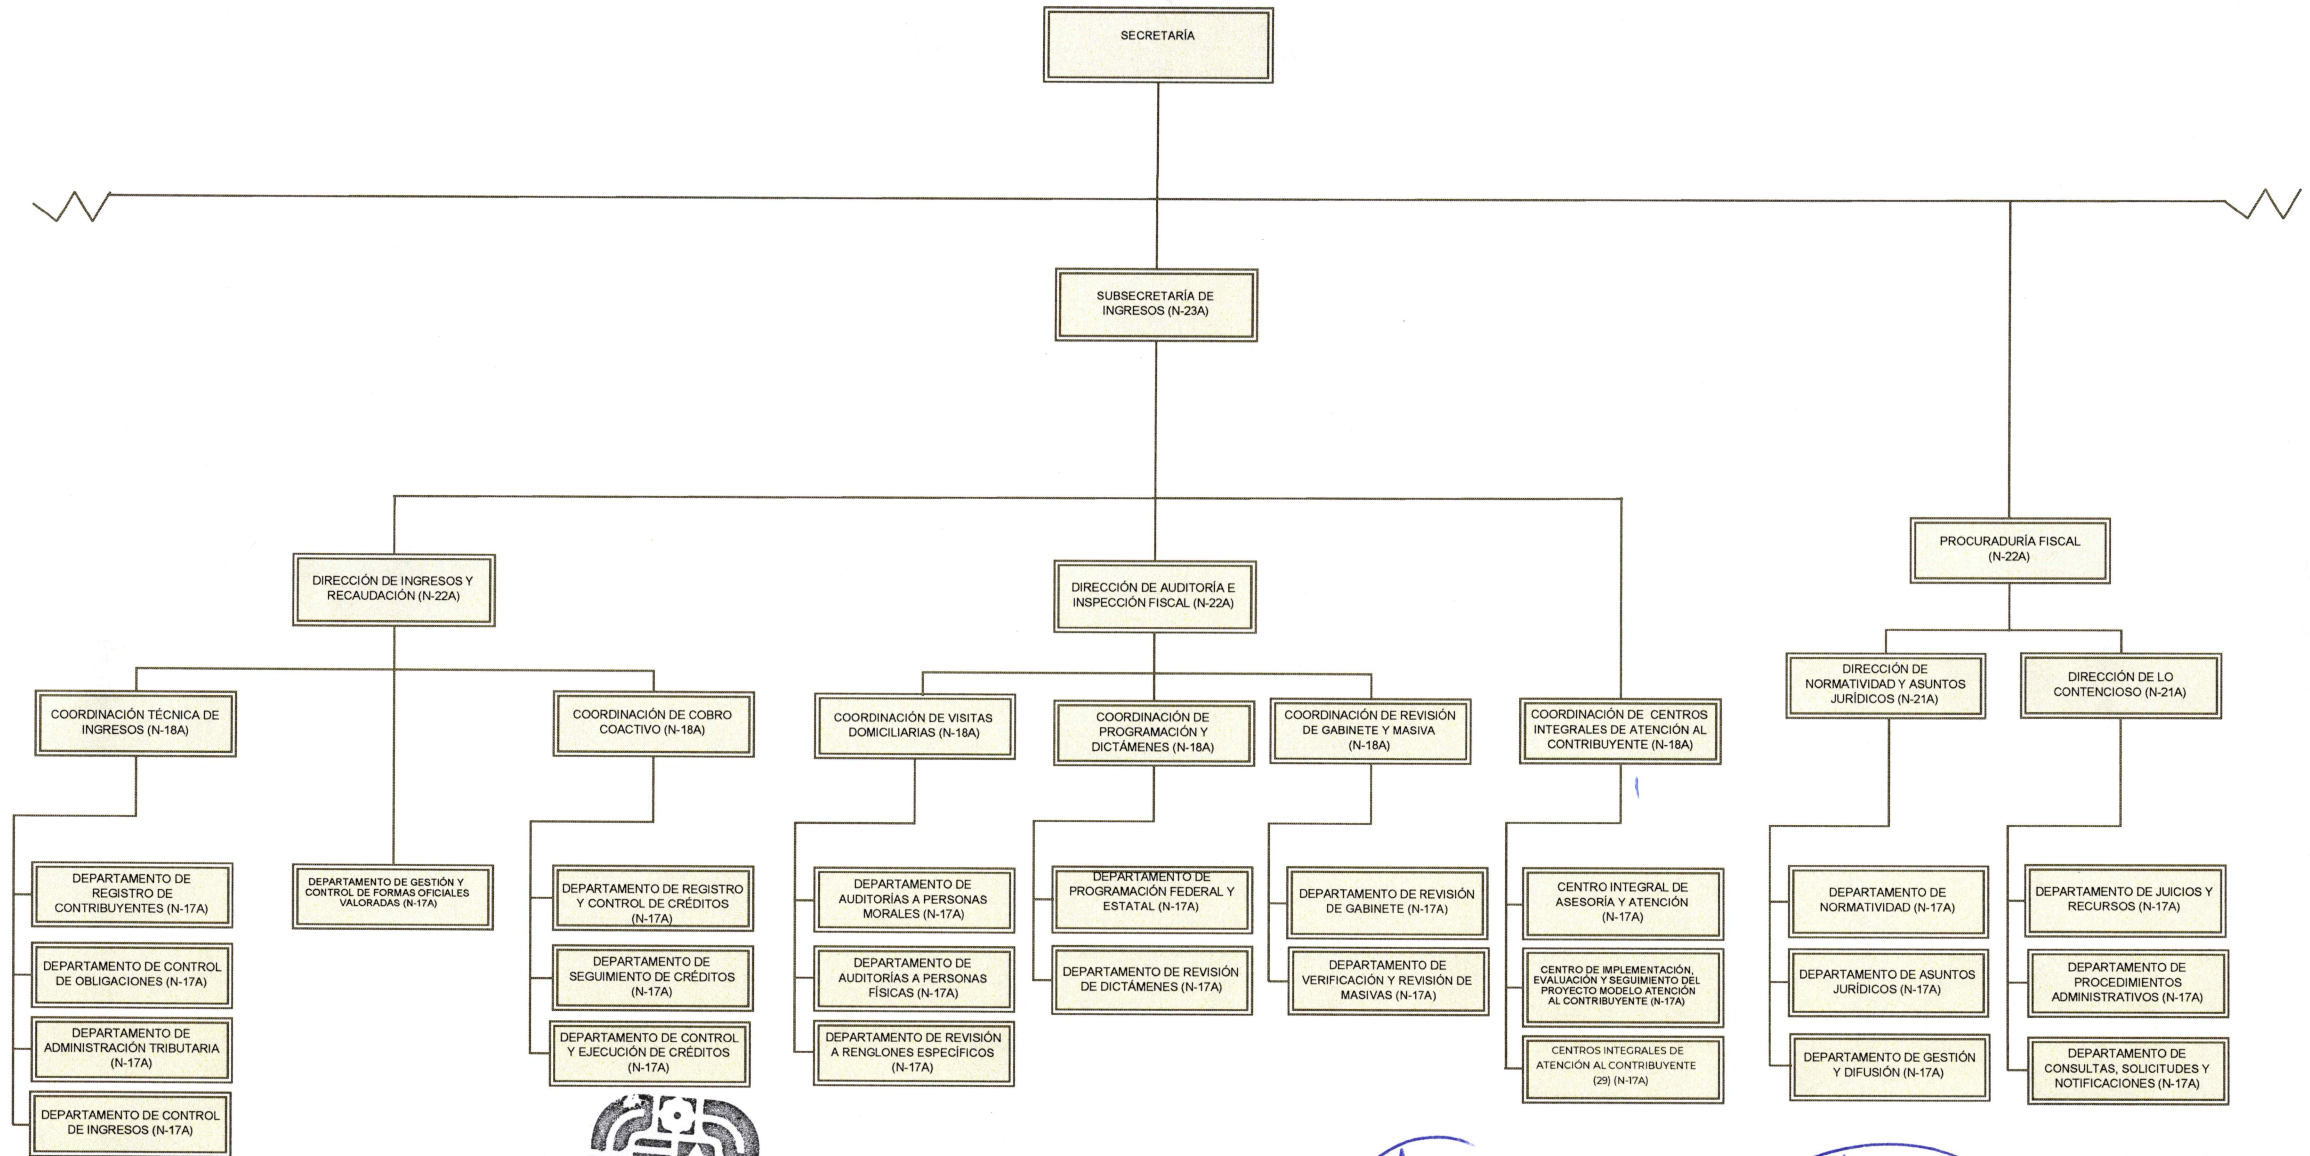 SECRETARÍA
SUBSECRETARÍA DE
INGRESOS (N-23A)
DIRECCIÓN DE INGRESOS Y
RECAUDACIÓN (N-22A)
DIRECCIÓN DE AUDITORÍA E
INSPECCIÓN FISCAL (N-22A)
PROCURADURÍA FISCAL
(N-22A)
COORDINACIÓN TÉCNICA DE
INGRESOS (N-18A)
COORDINACIÓN DE COBRO
COACTIVO (N-18A)
COORDINACIÓN DE VISITAS
DOMICILIARIAS (N-18A)
COORDINACIÓN DE
PROGRAMACIÓN Y
DICTÁMENES (N-18A)
COORDINACIÓN DE REVISIÓN
DE GABINETE Y MASIVA
(N-18A)
COORDINACIÓN DE CENTROS
INTEGRALES DE ATENCIÓN AL
CONTRIBUYENTE (N-18A)
DIRECCIÓN DE
NORMATIVIDAD Y ASUNTOS
JURÍDICOS (N-21A)
DIRECCIÓN DE LO
CONTENCIOSO (N-21A)
DEPARTAMENTO DE
REGISTRO DE
CONTRIBUYENTES (N-17A)
DEPARTAMENTO DE CONTROL
DE OBLIGACIONES (N-17A)
DEPARTAMENTO DE
ADMINISTRACIÓN TRIBUTARIA
(N-17A)
DEPARTAMENTO DE CONTROL
DE INGRESOS (N-17A)
DEPARTAMENTO DE GESTIÓN Y
CONTROL DE FORMAS OFICIALES
VALORADAS (N-17A)
DEPARTAMENTO DE REGISTRO
Y CONTROL DE CRÉDITOS
(N-17A)
DEPARTAMENTO DE
SEGUIMIENTO DE CRÉDITOS
(N-17A)
DEPARTAMENTO DE CONTROL
Y EJECUCIÓN DE CRÉDITOS
(N-17A)
DEPARTAMENTO DE
AUDITORÍAS A PERSONAS
MORALES (N-17A)
DEPARTAMENTO DE
AUDITORÍAS A PERSONAS
FÍSICAS (N-17A)
DEPARTAMENTO DE REVISIÓN
A RENGLONES ESPECÍFICOS
(N-17A)
DEPARTAMENTO DE
PROGRAMACIÓN FEDERAL Y
ESTATAL (N-17A)
DEPARTAMENTO DE REVISIÓN
DE DICTÁMENES (N-17A)
DEPARTAMENTO DE REVISIÓN
DE GABINETE (N-17A)
DEPARTAMENTO DE
VERIFICACIÓN Y REVISIÓN DE
MASIVAS (N-17A)
CENTRO INTEGRAL DE
ASESORÍA Y ATENCIÓN
(N-17A)
CENTRO DE IMPLEMENTACIÓN,
EVALUACIÓN Y SEGUIMIENTO DEL
PROYECTO MODELO ATENCIÓN
AL CONTRIBUYENTE (N-17A)
CENTROS INTEGRALES DE
ATENCIÓN AL CONTRIBUYENTE
(29) (N-17A)
DEPARTAMENTO DE
NORMATIVIDAD (N-17A)
DEPARTAMENTO DE ASUNTOS
JURÍDICOS (N-17A)
DEPARTAMENTO DE GESTIÓN
Y DIFUSIÓN (N-17A)
DEPARTAMENTO DE JUICIOS Y
RECURSOS (N-17A)
DEPARTAMENTO DE
PROCEDIMIENTOS
ADMINISTRATIVOS (N-17A)
DEPARTAMENTO DE
CONSULTAS, SOLICITUDES Y
NOTIFICACIONES (N-17A)